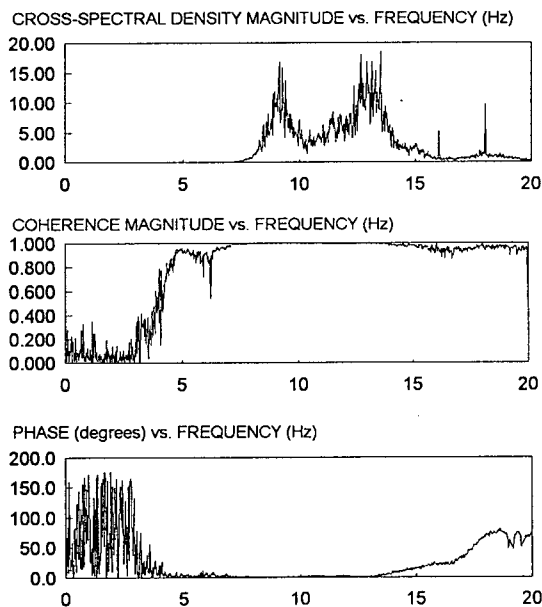 CROSS-SPECTRAL DENSITY MAGNITUDE vs. FREQUENCY (Hz)
20.00
15.00
10.00
5.00
0.00
0 5 10 15 20
COHERENCE MAGNITUDE vs. FREQUENCY (Hz)
1.000
0.800
0.600
0.400
0.200
0.000
0 5 10 15 20
PHASE (degrees) vs. FREQUENCY (Hz)
200.0
150.0
100.0
50.0
0.0
0 5 10 15 20